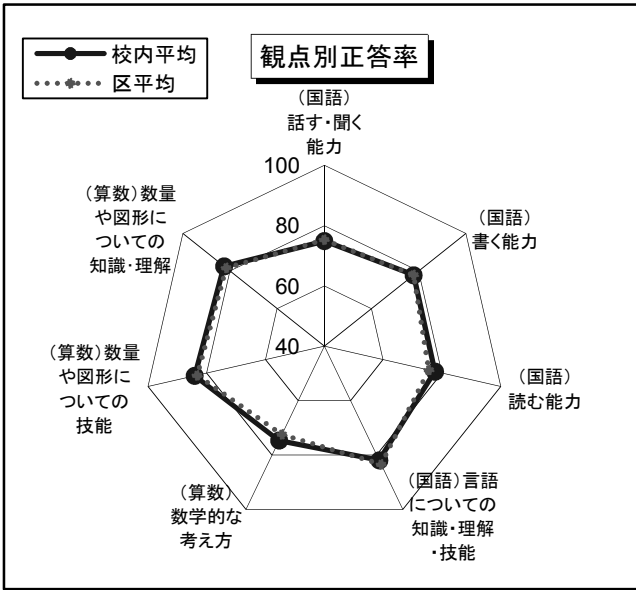 校内平均
区平均
観点別正答率
（国語）
話す・聞く
能力
（国語）
書く能力
（国語）
読む能力
（国語）言語
についての
知識・理解
・技能
（算数）
数学的な
考え方
（算数）数量
や図形に
ついての
技能
（算数）数量
や図形に
ついての
知識・理解
100
80
60
40